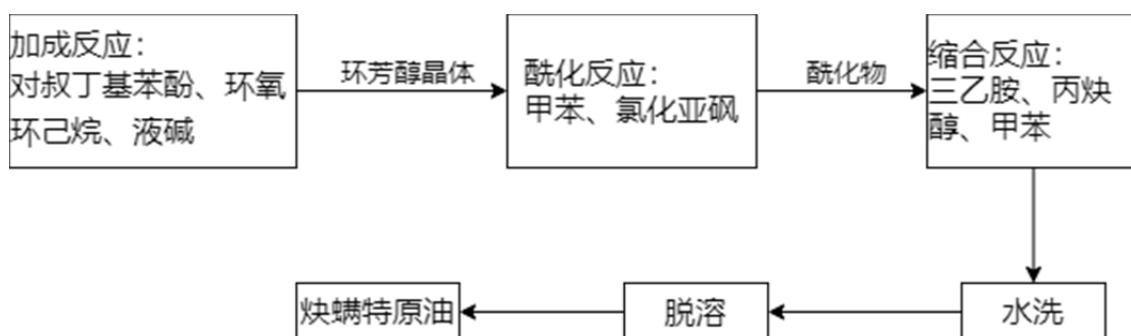 加成反应：
对叔丁基苯酚、环氧
环己烷、液碱
环芳醇晶体
酰化反应：
甲苯、氯化亚砜
酰化物
缩合反应：
三乙胺、丙炔
醇、甲苯
水洗
脱溶
炔螨特原油